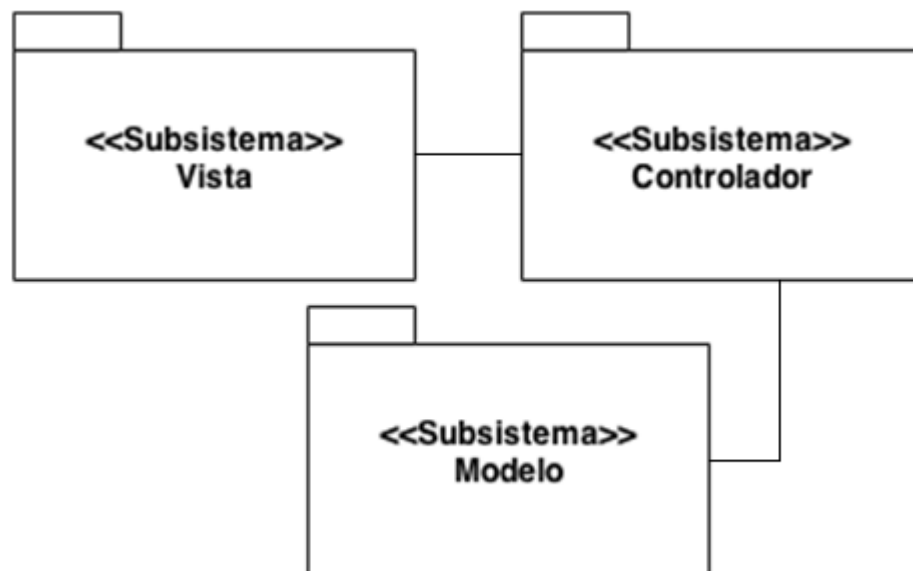 <<Subsistema>>
Vista
<<Subsistema>>
Controlador
<<Subsistema>>
Modelo